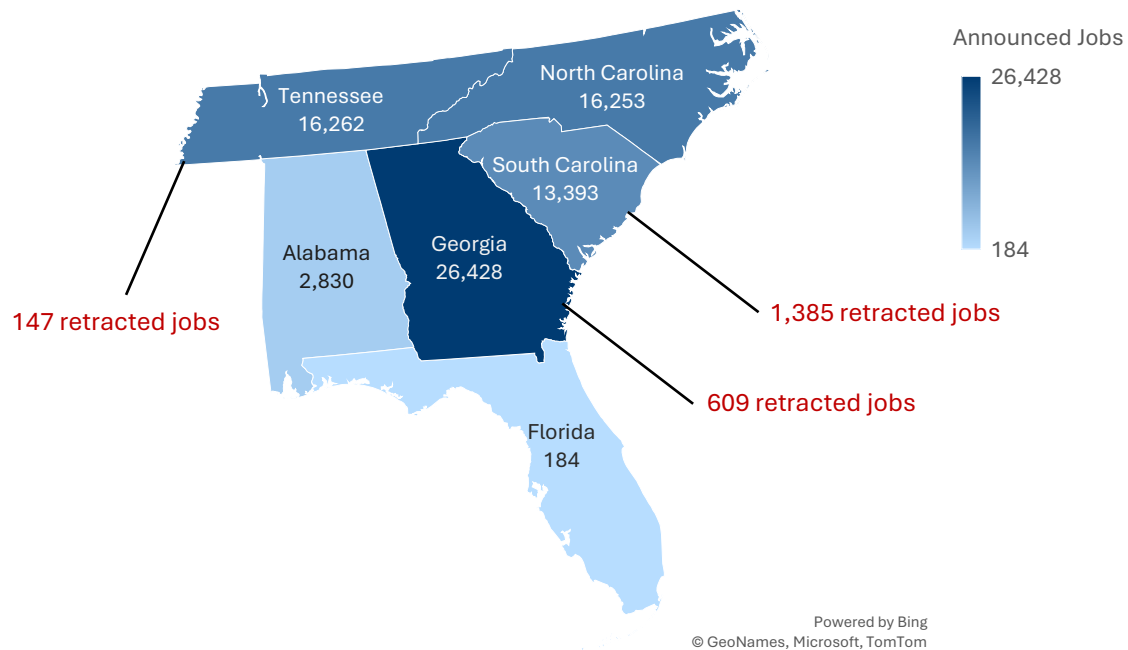 Announced Jobs
26,428
184
North Carolina
16,253
Tennessee
16,262
South Carolina
13,393
Georgia
26,428
Alabama
2,830
147 retracted jobs
1,385 retracted jobs
609 retracted jobs
Florida
184
Powered by Bing
© GeoNames, Microsoft, TomTom